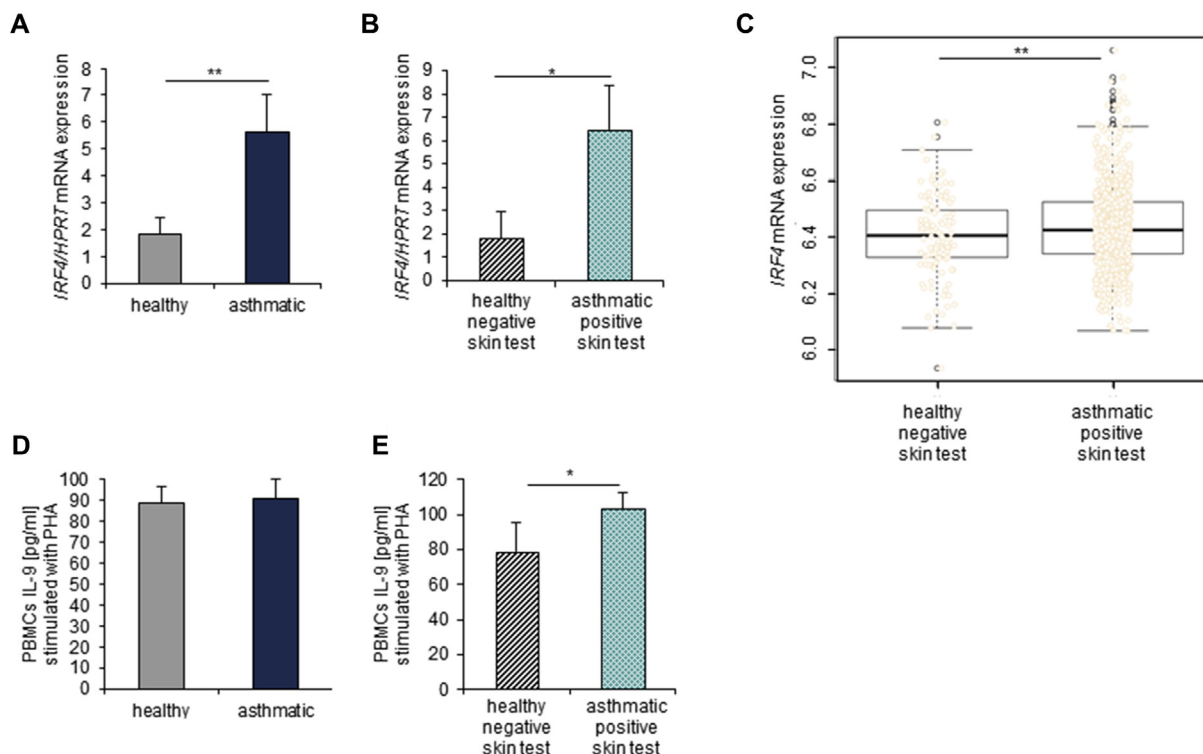 A
IRF4/HPRT mRNA expression
8
7
6
5
4
3
2
1
0
**
healthy
asthmatic
B
IRF4/HPRT mRNA expression
9
8
7
6
5
4
3
2
1
0
*
healthy
negative
skin test
asthmatic
positive
skin test
C
IRF4 mRNA expression
7.0
6.8
6.6
6.4
6.2
6.0
**
healthy
negative
skin test
asthmatic
positive
skin test
D
PBMCs IL-9 [pg/ml]
stimulated with PHA
100
90
80
70
60
50
40
30
20
10
0
healthy
asthmatic
E
PBMCs IL-9 [pg/ml]
stimulated with PHA
120
100
80
60
40
20
0
*
healthy
negative
skin test
asthmatic
positive
skin test